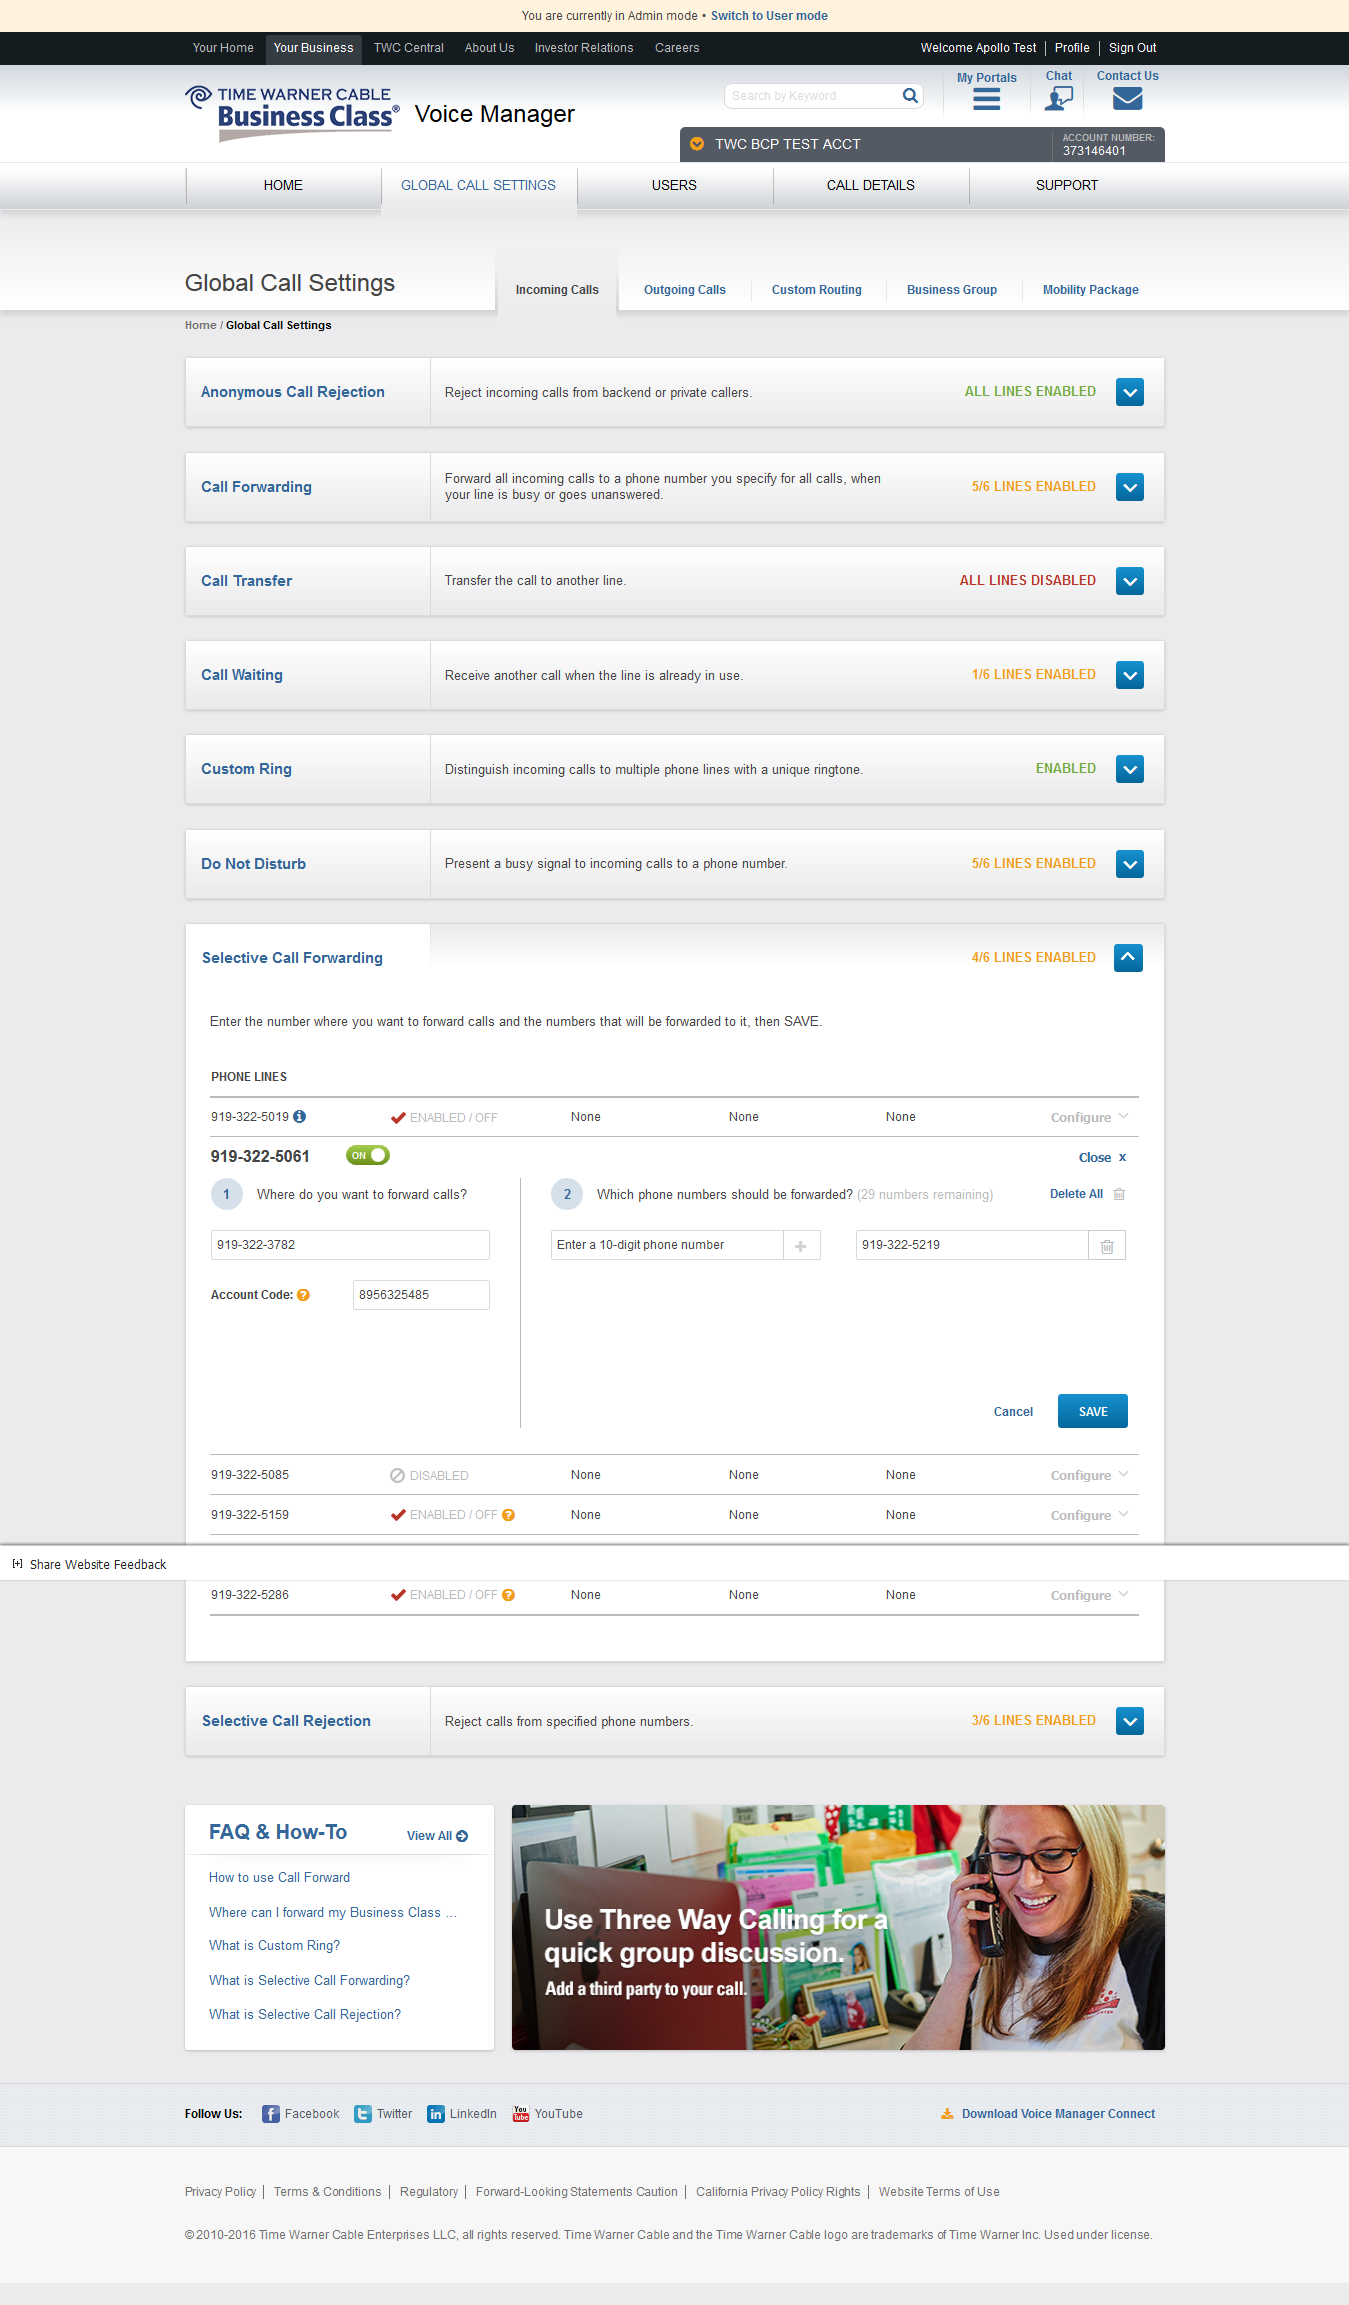 You are currently in Admin mode • Switch to User mode
Your Home Your Business TWC Central About Us Investor Relations Careers Welcome Apollo Test Profile Sign Out
My Portals Chat Contact Us
Search by Keyword
TIME WARNER CABLE
Business Class® Voice Manager
TWC BCP TEST ACCT ACCOUNT NUMBER:
373146401
HOME GLOBAL CALL SETTINGS USERS CALL DETAILS SUPPORT
Global Call Settings Incoming Calls Outgoing Calls Custom Routing Business Group Mobility Package
Home / Global Call Settings
Anonymous Call Rejection Reject incoming calls from backend or private callers. ALL LINES ENABLED
Call Forwarding Forward all incoming calls to a phone number you specify for all calls, when
your line is busy or goes unanswered. 5/6 LINES ENABLED
Call Transfer Transfer the call to another line. ALL LINES DISABLED
Call Waiting Receive another call when the line is already in use. 1/6 LINES ENABLED
Custom Ring Distinguish incoming calls to multiple phone lines with a unique ringtone. ENABLED
Do Not Disturb Present a busy signal to incoming calls to a phone number. 5/6 LINES ENABLED
Selective Call Forwarding 4/6 LINES ENABLED
Enter the number where you want to forward calls and the numbers that will be forwarded to it, then SAVE.
PHONE LINES
919-322-5019 ENABLED / OFF None None None Configure
919-322-5061 ON Close x
1 Where do you want to forward calls? 2 Which phone numbers should be forwarded? (29 numbers remaining) Delete All
919-322-3782 Enter a 10-digit phone number 919-322-5219
Account Code: 8956325485
Cancel SAVE
919-322-5085 DISABLED None None None Configure
919-322-5159 ENABLED / OFF None None None Configure
[+] Share Website Feedback
919-322-5286 ENABLED / OFF None None None Configure
Selective Call Rejection Reject calls from specified phone numbers. 3/6 LINES ENABLED
FAQ & How-To View All
How to use Call Forward
Where can I forward my Business Class ...
What is Custom Ring?
What is Selective Call Forwarding?
What is Selective Call Rejection?
Use Three Way Calling for a
quick group discussion.
Add a third party to your call.
Follow Us: Facebook Twitter LinkedIn YouTube Download Voice Manager Connect
Privacy Policy Terms & Conditions Regulatory Forward-Looking Statements Caution California Privacy Policy Rights Website Terms of Use
© 2010-2016 Time Warner Cable Enterprises LLC, all rights reserved. Time Warner Cable and the Time Warner Cable logo are trademarks of Time Warner Inc. Used under license.